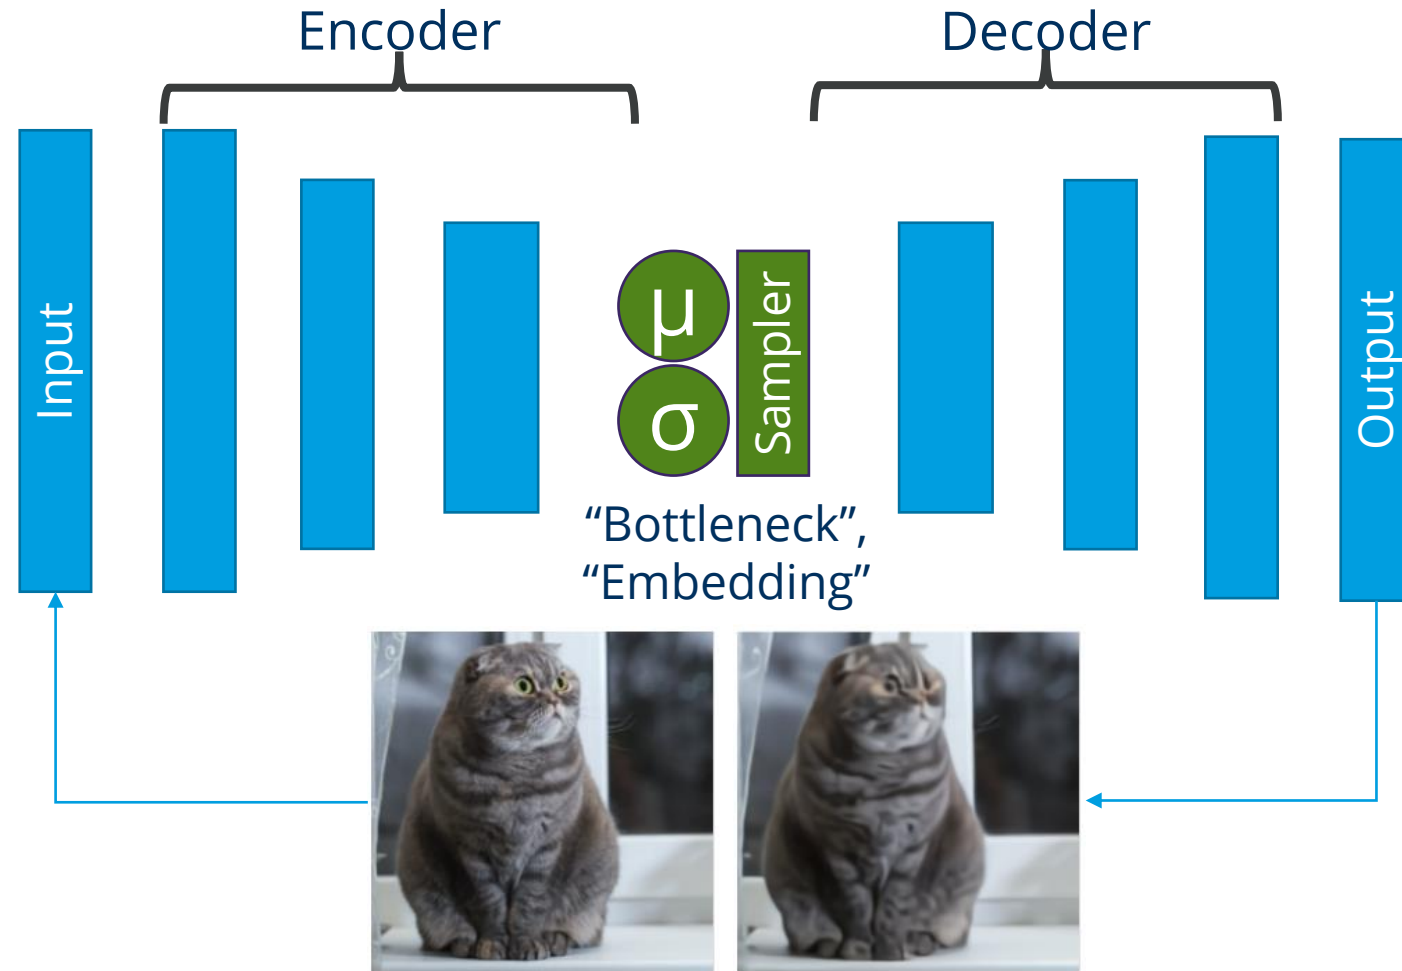 Encoder
Decoder
Input
μ
σ
Sampler
Output
“Bottleneck”,
“Embedding”